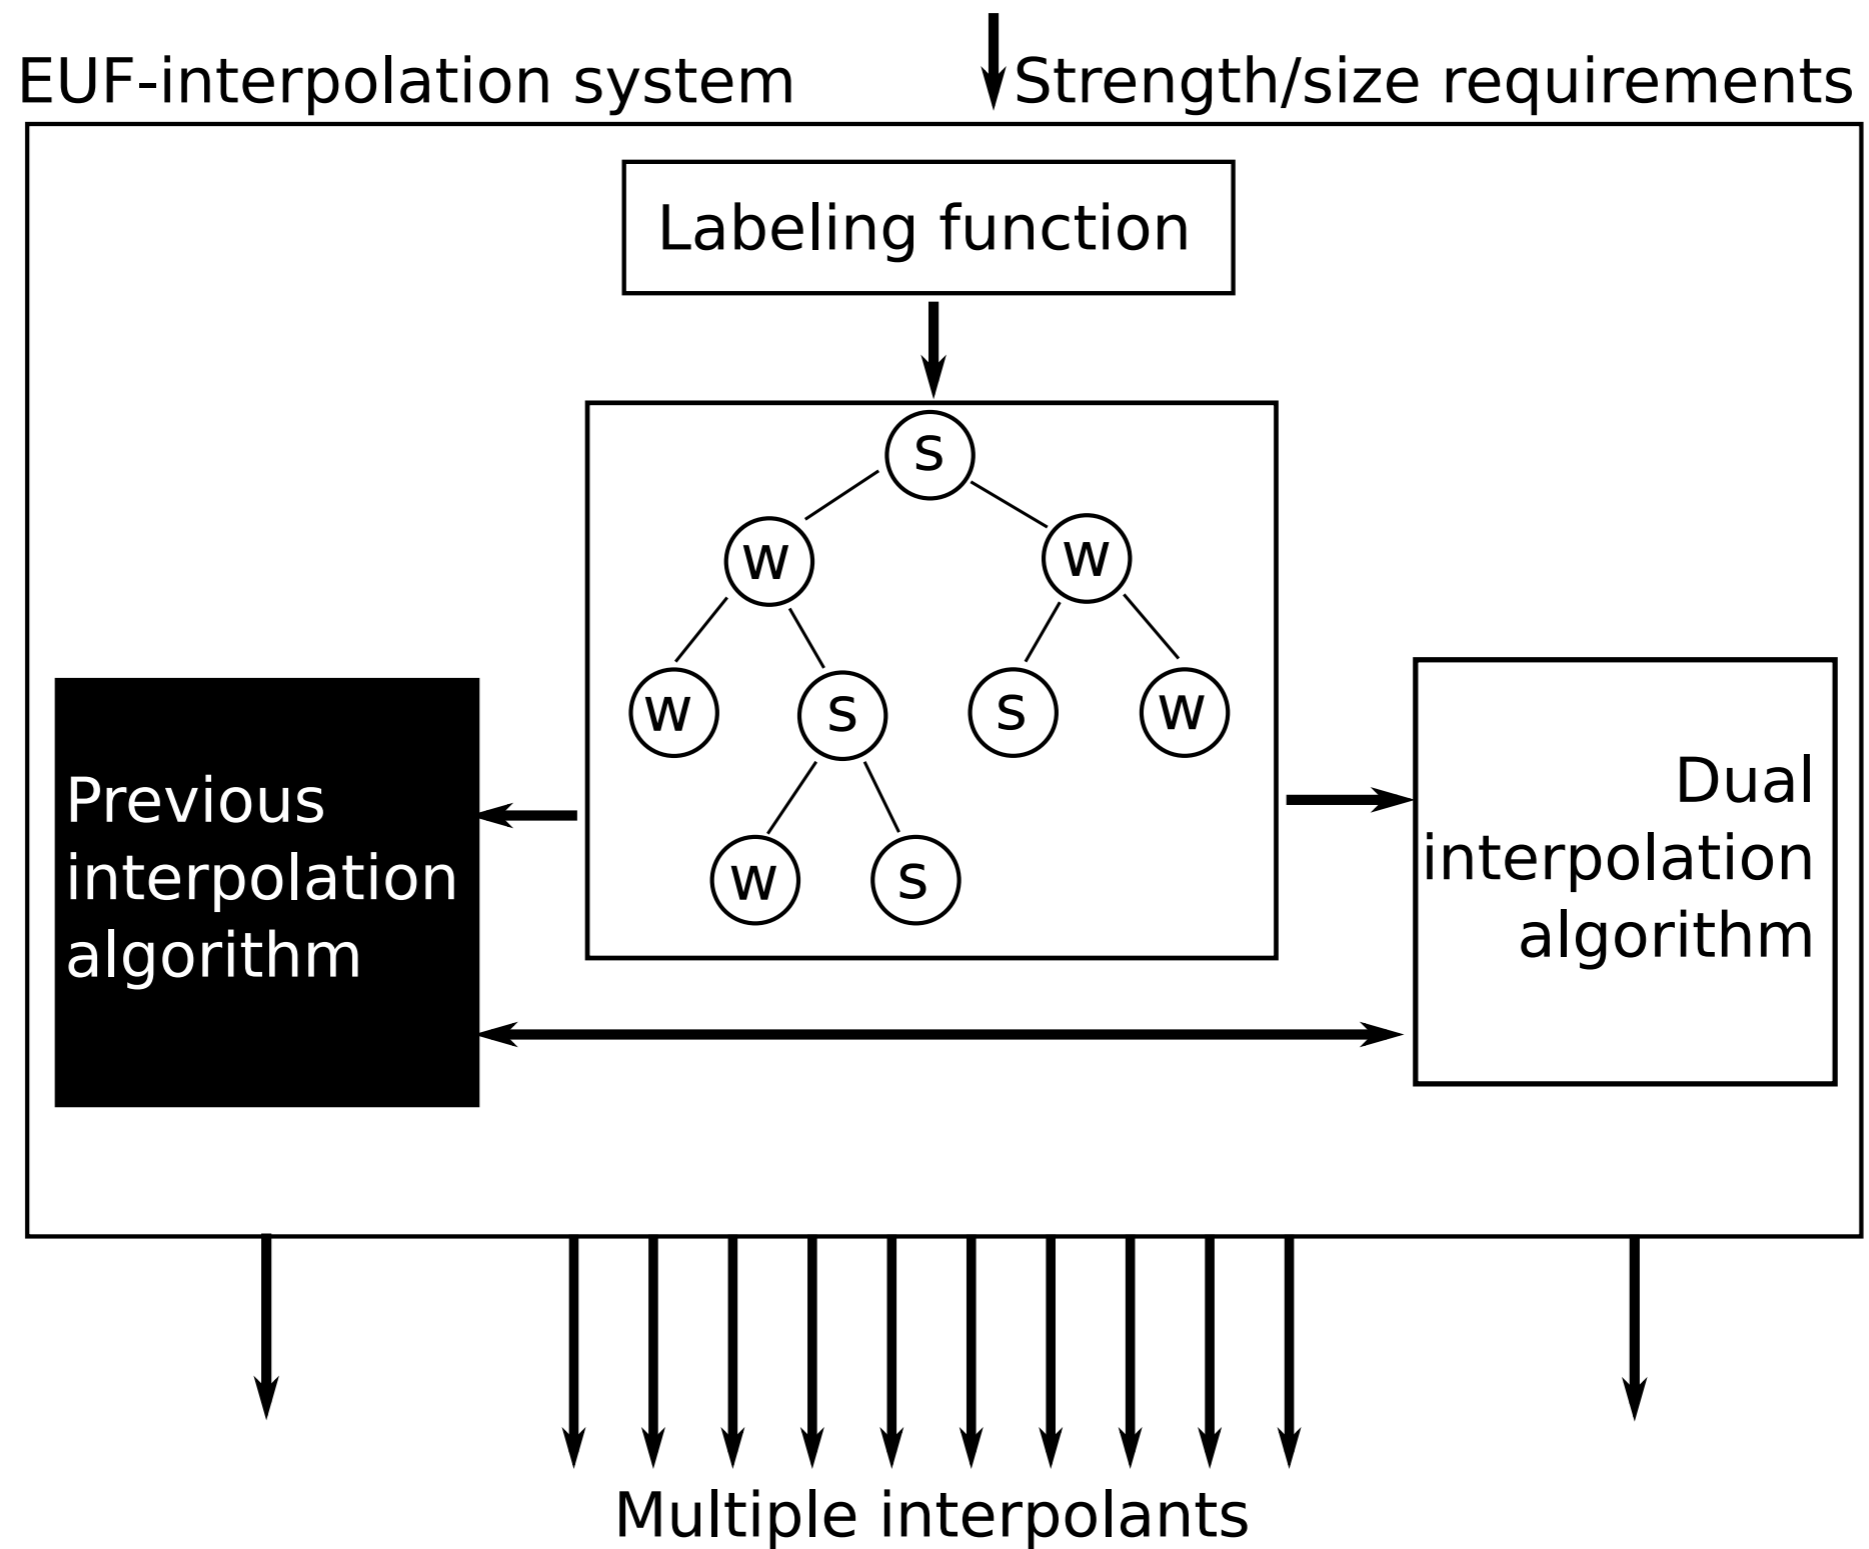 EUF-interpolation system
Strength/size requirements
Labeling function
s
w
w
w
s
s
w
w
s
Previous
interpolation
algorithm
Dual
interpolation
algorithm
Multiple interpolants